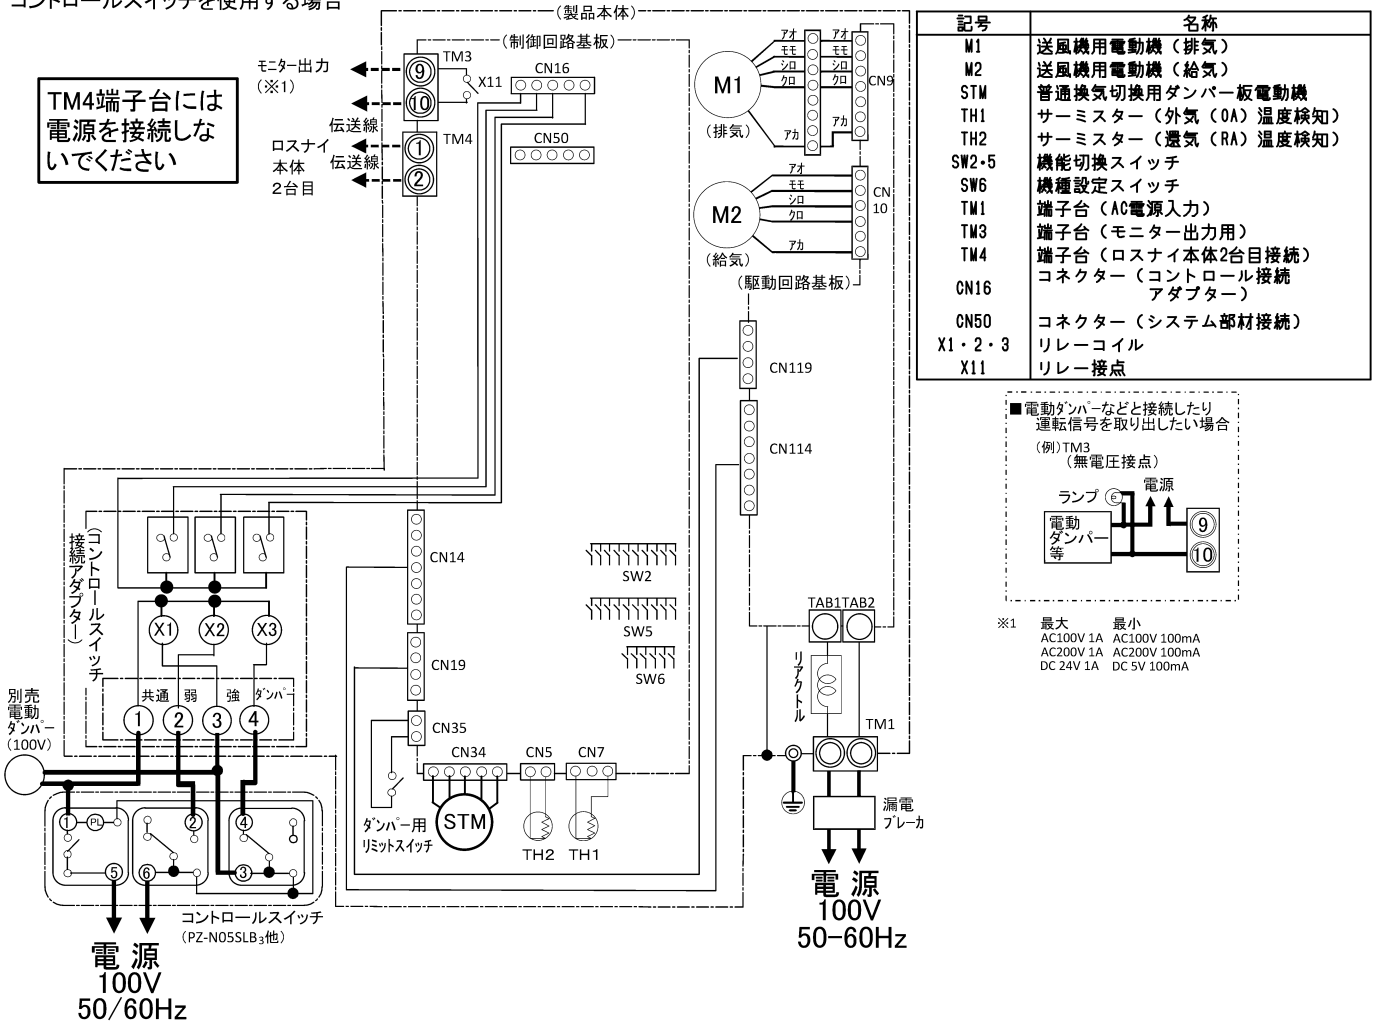 コントロールスイッチを使用する場合
TM4端子台には
電源を接続しな
いでください
(製品本体)
(制御回路基板)
モニター出力
(※1)
伝送線
ロスナイ
本体
2台目
伝送線
⑨
⑩
TM3
X11
①
②
TM4
CN16
CN50
M1
(排気)
アオ
モモ
シロ
クロ
アカ
アオ
モモ
シロ
クロ
アカ
CN9
M2
(給気)
アオ
モモ
シロ
クロ
アカ
CN
10
(駆動回路基板)
CN119
CN114
記号 名称
M1 送風機用電動機(排気)
M2 送風機用電動機(給気)
STM 普通換気切換用ダンパー板電動機
TH1 サーミスター(外気(OA)温度検知)
TH2 サーミスター(還気(RA)温度検知)
SW2・5 機能切換スイッチ
SW6 機種設定スイッチ
TM1 端子台(AC電源入力)
TM3 端子台(モニター出力用)
TM4 端子台(ロスナイ本体2台目接続)
CN16 コネクター(コントロール接続
アダプター)
CN50 コネクター(システム部材接続)
X1・2・3 リレーコイル
X11 リレー接点
■電動ダンパーなどと接続したり
運転信号を取り出したい場合
(例)TM3
(無電圧接点)
ランプ
電源
電動
ダンパー
等
⑨
⑩
※1 最大 最小
AC100V 1A AC100V 100mA
AC200V 1A AC200V 100mA
DC 24V 1A DC 5V 100mA
(コントロールスイッチ
接続アダプター)
X1 X2 X3
共通 弱 強 ダンパー
① ② ③ ④
別売
電動
ダンパー
(100V)
CN14
CN19
CN35
CN34
CN5
CN7
SW2
SW5
SW6
STM
TH2
TH1
ダンパー用
リミットスイッチ
TAB1 TAB2
リアクトル
TM1
漏電
ブレーカ
電源
100V
50-60Hz
① PL ② ④
⑤ ⑥ ③
コントロールスイッチ
(PZ-N05SLB3他)
電源
100V
50/60Hz